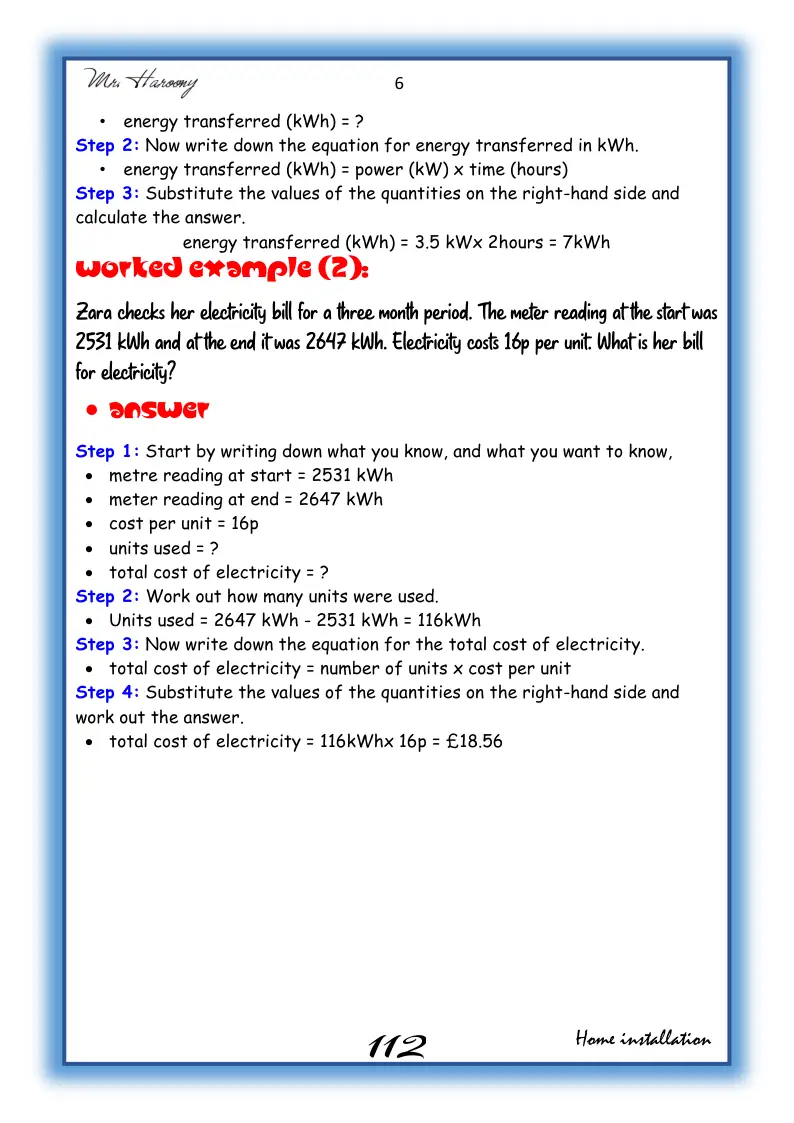 Mr. Haroony
6
• energy transferred (kWh) = ?
Step 2: Now write down the equation for energy transferred in kWh.
• energy transferred (kWh) = power (kW) x time (hours)
Step 3: Substitute the values of the quantities on the right-hand side and
calculate the answer.
energy transferred (kWh) = 3.5 kWx 2hours = 7kWh
worked example (2):
Zara checks her electricity bill for a three month period. The meter reading at the start was
2531 kWh and at the end it was 2647 kWh. Electricity costs 16p per unit. What is her bill
for electricity?
• answer
Step 1: Start by writing down what you know, and what you want to know,
• metre reading at start = 2531 kWh
• meter reading at end = 2647 kWh
• cost per unit = 16p
• units used = ?
• total cost of electricity = ?
Step 2: Work out how many units were used.
• Units used = 2647 kWh - 2531 kWh = 116kWh
Step 3: Now write down the equation for the total cost of electricity.
• total cost of electricity = number of units x cost per unit
Step 4: Substitute the values of the quantities on the right-hand side and
work out the answer.
• total cost of electricity = 116kWhx 16p = £18.56
112
Home installation